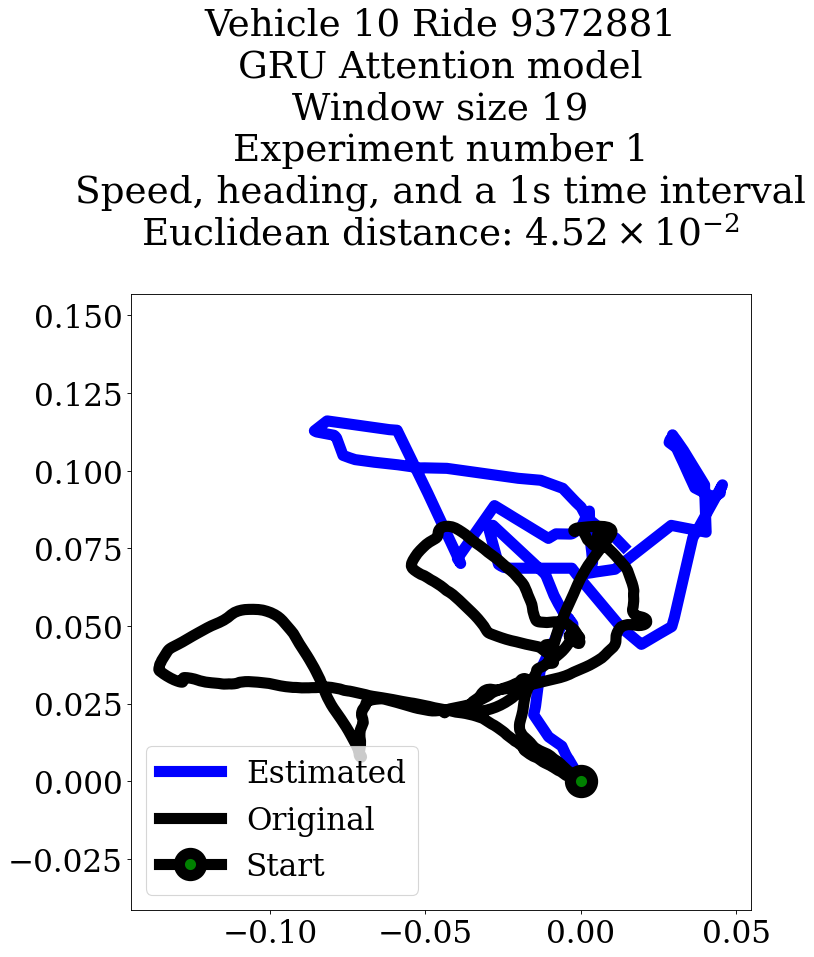 Vehicle 10 Ride 9372881
GRU Attention model
Window size 19
Experiment number 1
Speed, heading, and a 1s time interval
Euclidean distance: 4.52 × 10⁻²
0.150
0.125
0.100
0.075
0.050
0.025
0.000
−0.025
Estimated
Original
Start
−0.10
−0.05
0.00
0.05